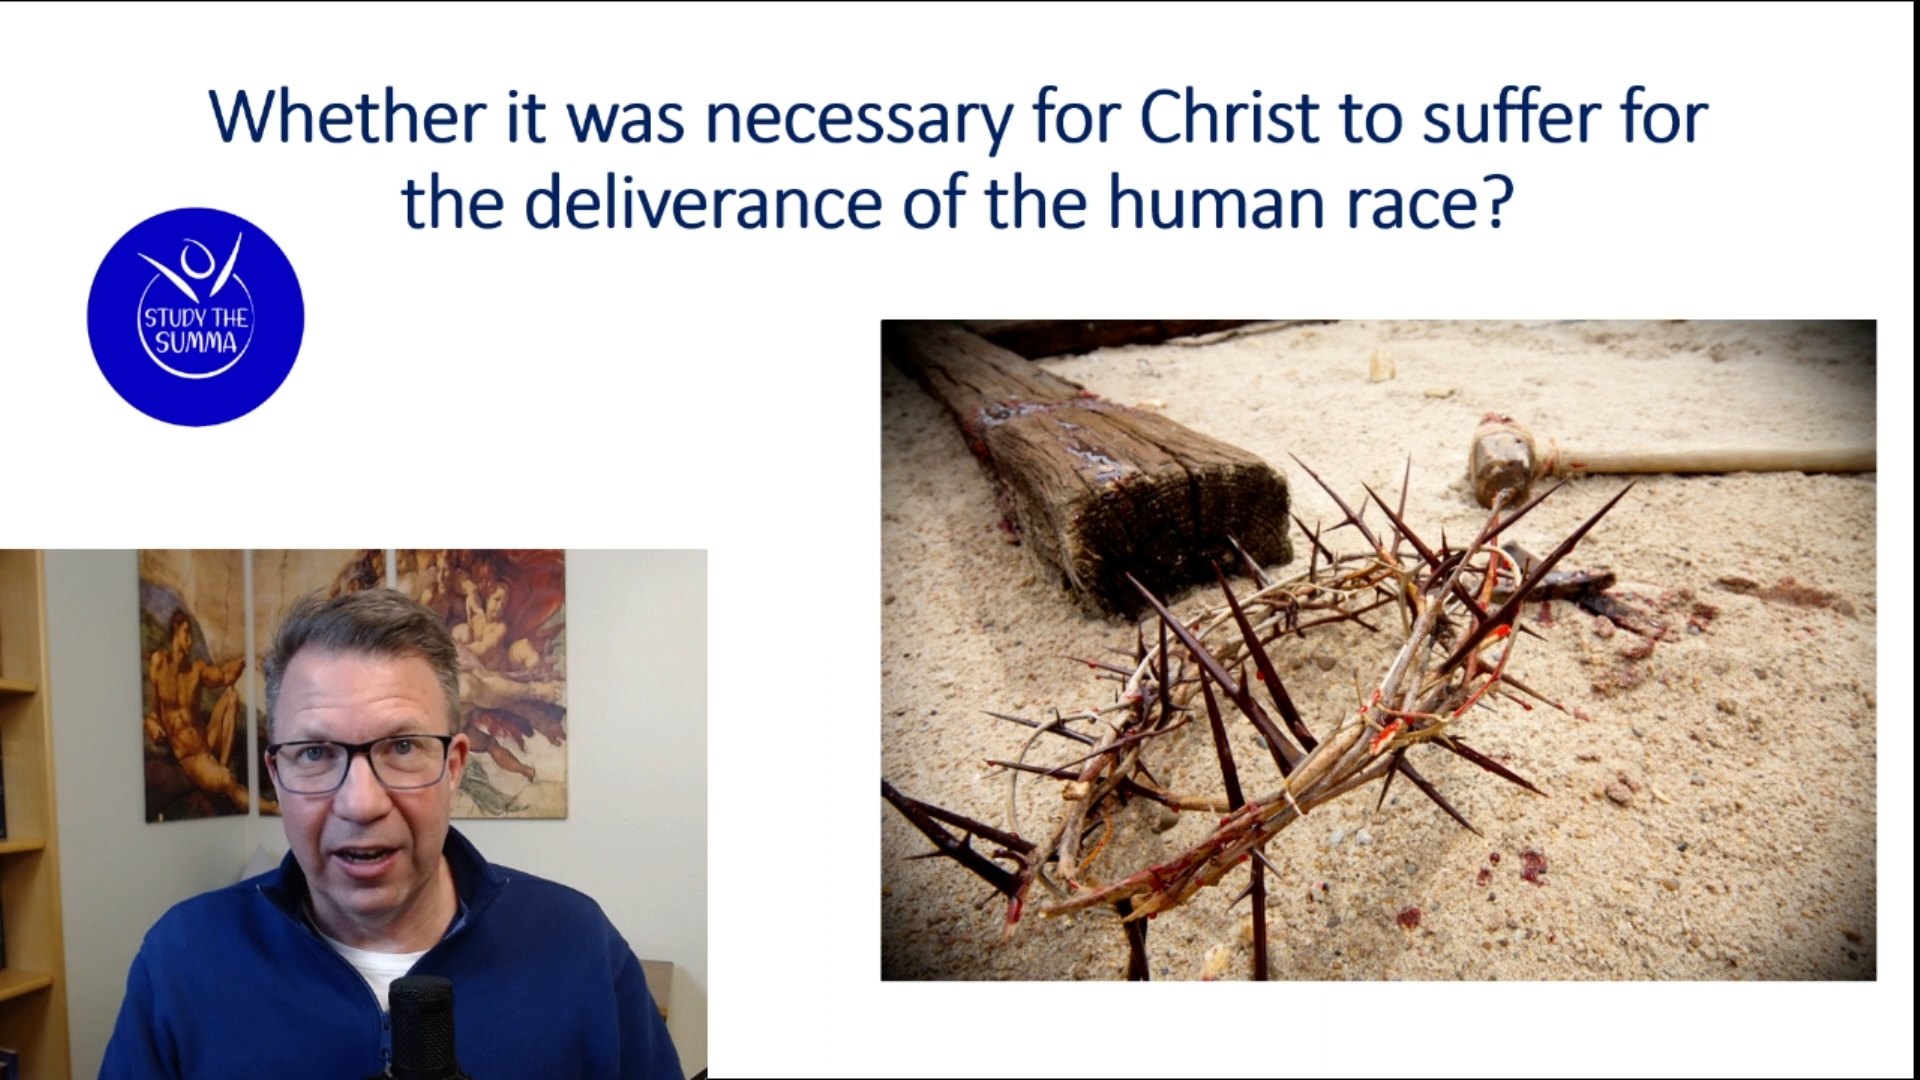 Whether it was necessary for Christ to suffer for
the deliverance of the human race?
STUDY THE
SUMMA